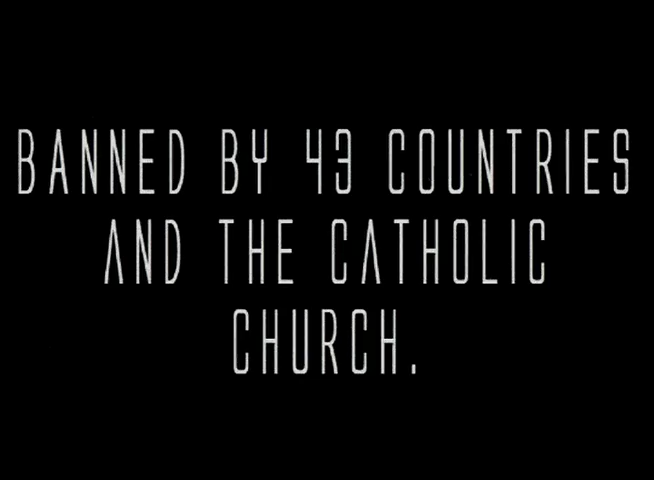 BANNED BY 43 COUNTRIES
AND THE CATHOLIC
CHURCH.